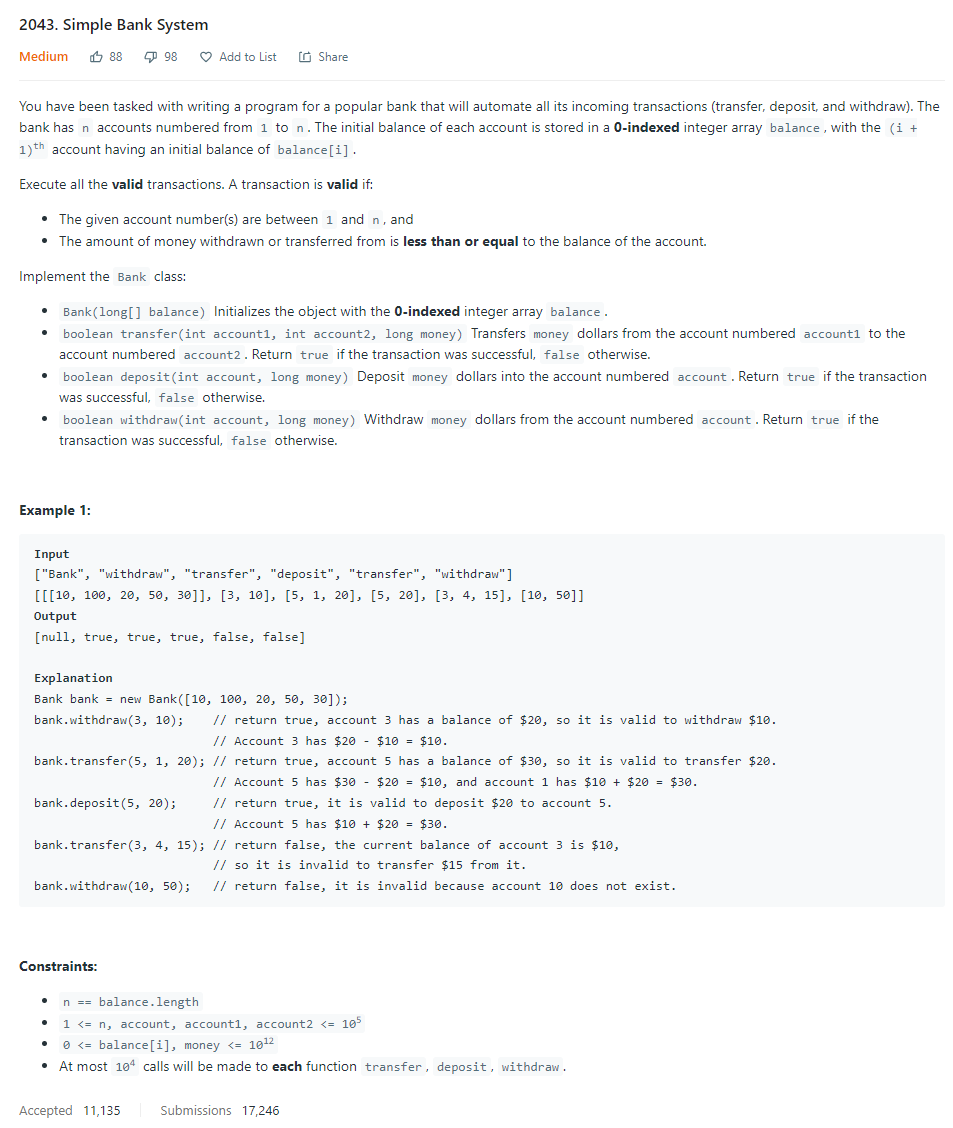 2043. Simple Bank System
Medium 88 98 Add to List Share
You have been tasked with writing a program for a popular bank that will automate all its incoming transactions (transfer, deposit, and withdraw). The
bank has n accounts numbered from 1 to n. The initial balance of each account is stored in a 0-indexed integer array balance, with the (i +
1)th account having an initial balance of balance[i].
Execute all the valid transactions. A transaction is valid if:
• The given account number(s) are between 1 and n, and
• The amount of money withdrawn or transferred from is less than or equal to the balance of the account.
Implement the Bank class:
• Bank(long[] balance) Initializes the object with the 0-indexed integer array balance.
• boolean transfer(int account1, int account2, long money) Transfers money dollars from the account numbered account1 to the
account numbered account2. Return true if the transaction was successful, false otherwise.
• boolean deposit(int account, long money) Deposit money dollars into the account numbered account. Return true if the transaction
was successful, false otherwise.
• boolean withdraw(int account, long money) Withdraw money dollars from the account numbered account. Return true if the
transaction was successful, false otherwise.
Example 1:
Input
["Bank", "withdraw", "transfer", "deposit", "transfer", "withdraw"]
[[[10, 100, 20, 50, 30]], [3, 10], [5, 1, 20], [5, 20], [3, 4, 15], [10, 50]]
Output
[null, true, true, true, false, false]
Explanation
Bank bank = new Bank([10, 100, 20, 50, 30]);
bank.withdraw(3, 10);    // return true, account 3 has a balance of $20, so it is valid to withdraw $10.
// Account 3 has $20 - $10 = $10.
bank.transfer(5, 1, 20); // return true, account 5 has a balance of $30, so it is valid to transfer $20.
// Account 5 has $30 - $20 = $10, and account 1 has $10 + $20 = $30.
bank.deposit(5, 20);     // return true, it is valid to deposit $20 to account 5.
// Account 5 has $10 + $20 = $30.
bank.transfer(3, 4, 15); // return false, the current balance of account 3 is $10,
// so it is invalid to transfer $15 from it.
bank.withdraw(10, 50);   // return false, it is invalid because account 10 does not exist.
Constraints:
• n == balance.length
• 1 <= n, account, account1, account2 <= 10⁵
• 0 <= balance[i], money <= 10¹²
• At most 10⁴ calls will be made to each function transfer, deposit, withdraw.
Accepted 11,135 Submissions 17,246